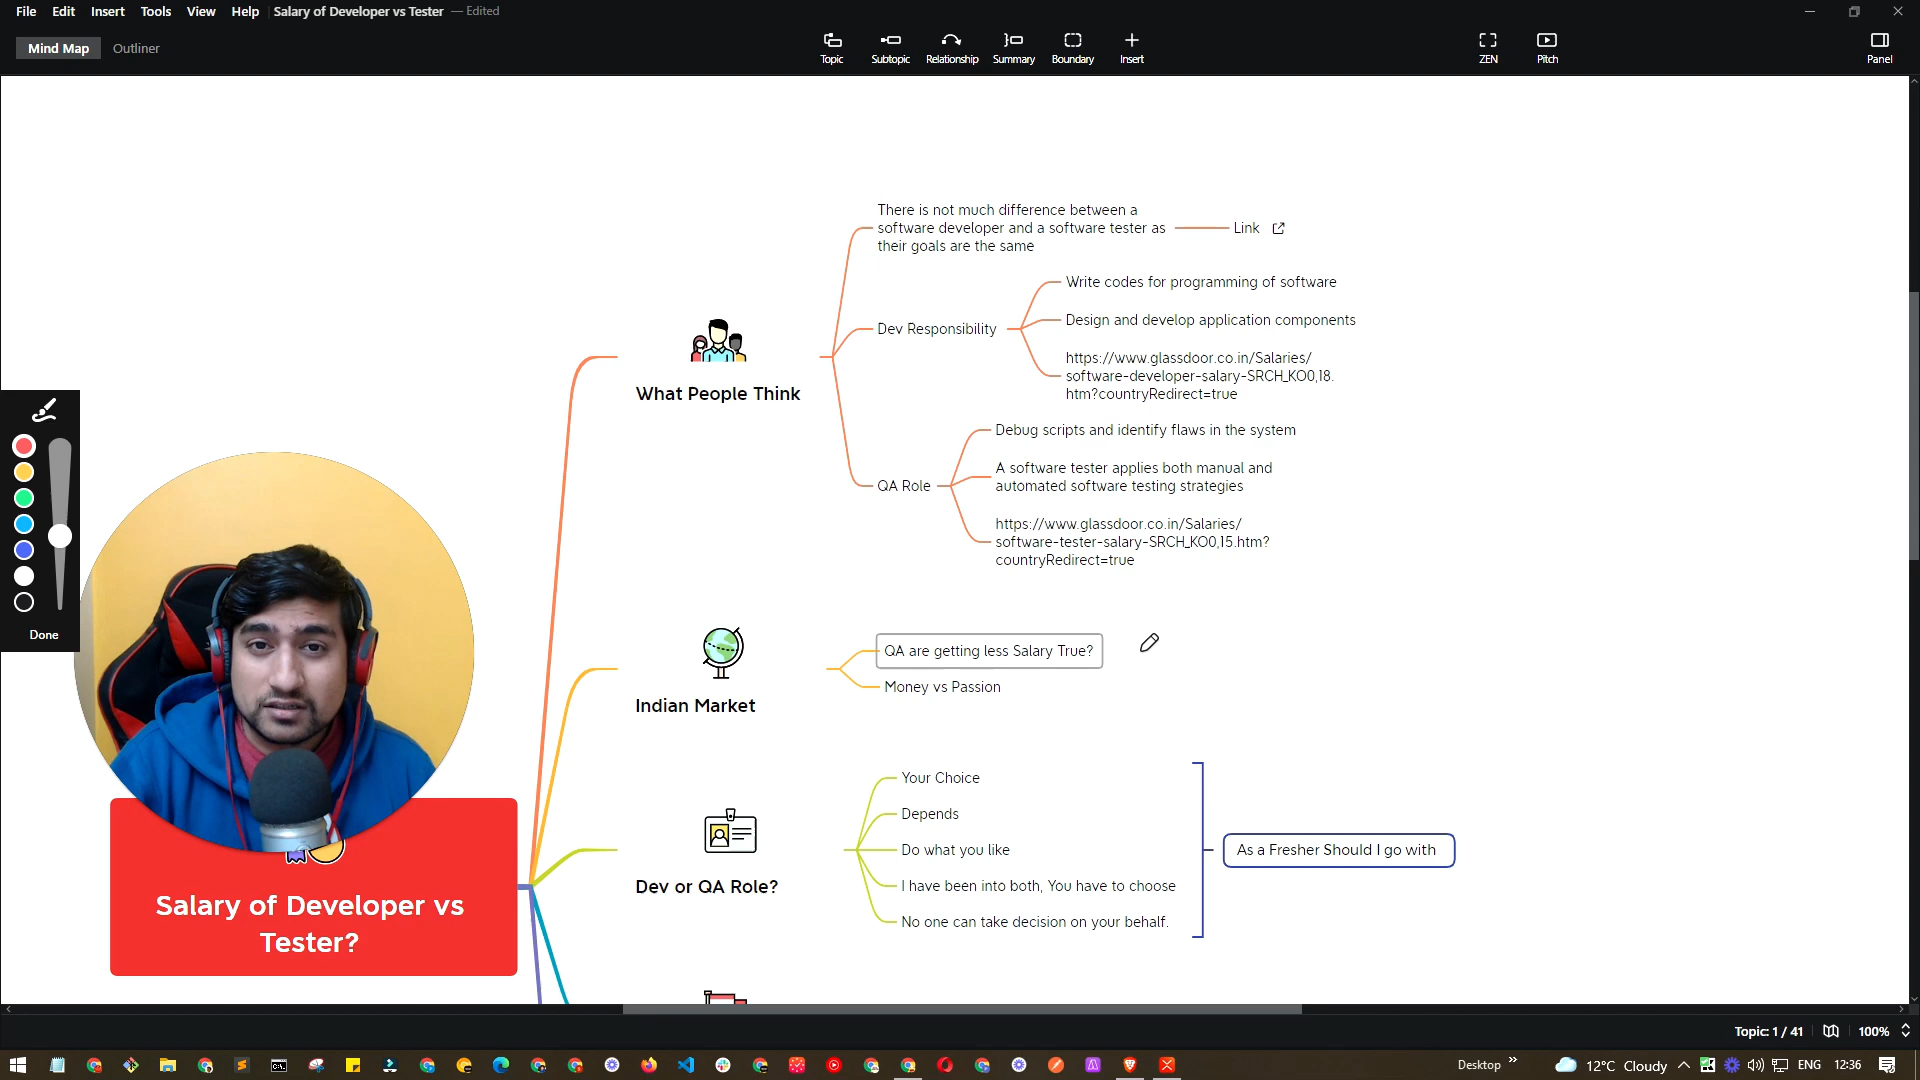 File Edit Insert Tools View Help Salary of Developer vs Tester — Edited
Mind Map Outliner
Topic Subtopic Relationship Summary Boundary Insert ZEN Pitch Panel
There is not much difference between a
software developer and a software tester as
their goals are the same
Link
Write codes for programming of software
Dev Responsibility
Design and develop application components
https://www.glassdoor.co.in/Salaries/
software-developer-salary-SRCH_KO0,18.
htm?countryRedirect=true
What People Think
Debug scripts and identify flaws in the system
QA Role
A software tester applies both manual and
automated software testing strategies
https://www.glassdoor.co.in/Salaries/
software-tester-salary-SRCH_KO0,15.htm?
countryRedirect=true
Done
QA are getting less Salary True?
Money vs Passion
Indian Market
Your Choice
Depends
Do what you like
I have been into both, You have to choose
No one can take decision on your behalf.
As a Fresher Should I go with
Dev or QA Role?
Salary of Developer vs
Tester?
Topic: 1 / 41 100%
Desktop 12°C Cloudy ENG 12:36